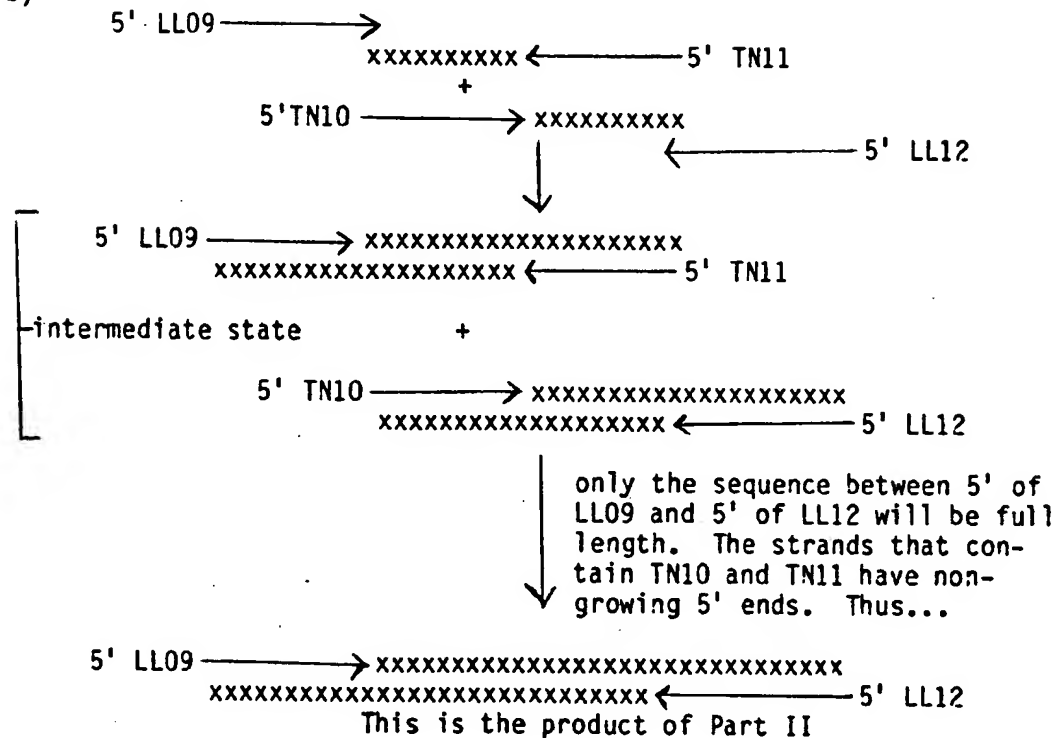 5' LL09
xxxxxxxxxx 5' TN11
+
5'TN10 xxxxxxxxxx
5' LL12
5' LL09 xxxxxxxxxxxxxxxxxxxxx
xxxxxxxxxxxxxxxxxxxx 5' TN11
intermediate state +
5' TN10 xxxxxxxxxxxxxxxxxxxxx
xxxxxxxxxxxxxxxxxxx 5' LL12
only the sequence between 5' of
LL09 and 5' of LL12 will be full
length. The strands that con-
tain TN10 and TN11 have non-
growing 5' ends. Thus...
5' LL09 xxxxxxxxxxxxxxxxxxxxxxxxxxxxxxx
xxxxxxxxxxxxxxxxxxxxxxxxxxxxx 5' LL12
This is the product of Part II